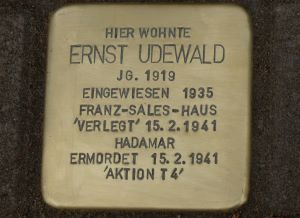 HIER WOHNTE
ERNST UDEWALD
JG. 1919
EINGEWIESEN 1935
FRANZ-SALES-HAUS
'VERLEGT' 15.2.1941
HADAMAR
ERMORDET 15.2.1941
'AKTION T4'